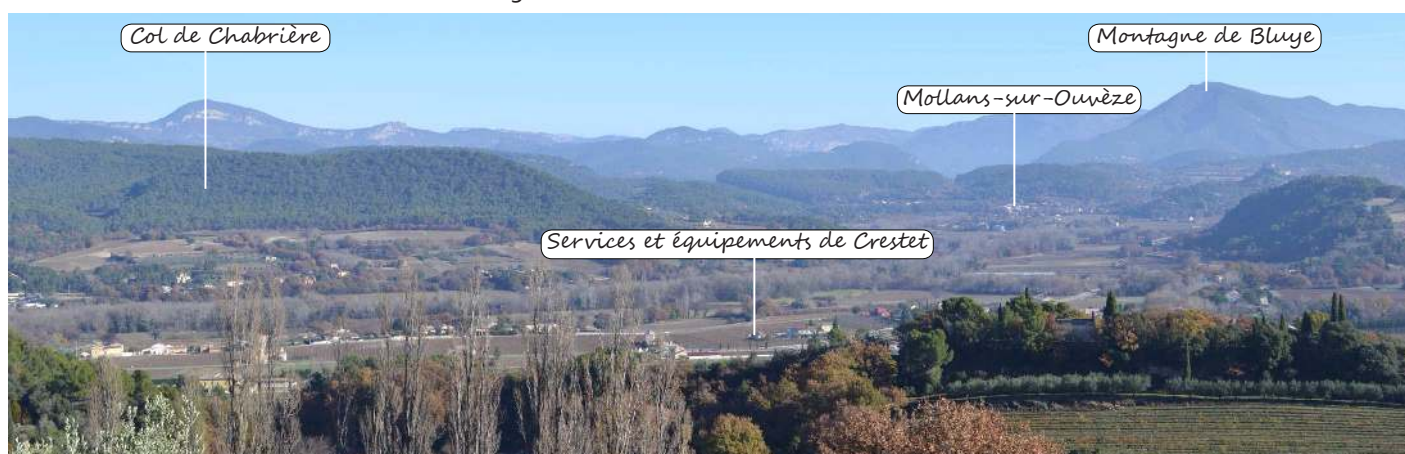 Col de Chabrière
Montagne de Bluye
Mollans-sur-Ouvèze
Services et équipements de Crestet